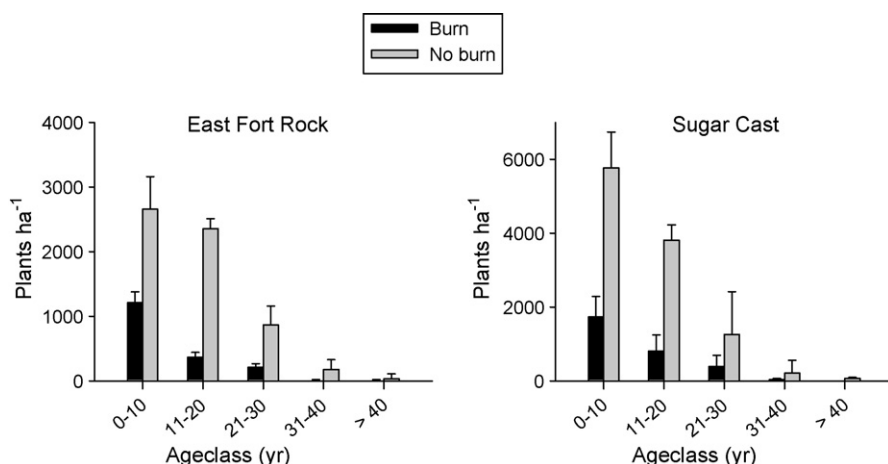 Burn
No burn
East Fort Rock
Plants ha⁻¹
4000
3000
2000
1000
0
0-10
11-20
21-30
31-40
> 40
Ageclass (yr)
Sugar Cast
Plants ha⁻¹
6000
4000
2000
0
0-10
11-20
21-30
31-40
> 40
Ageclass (yr)